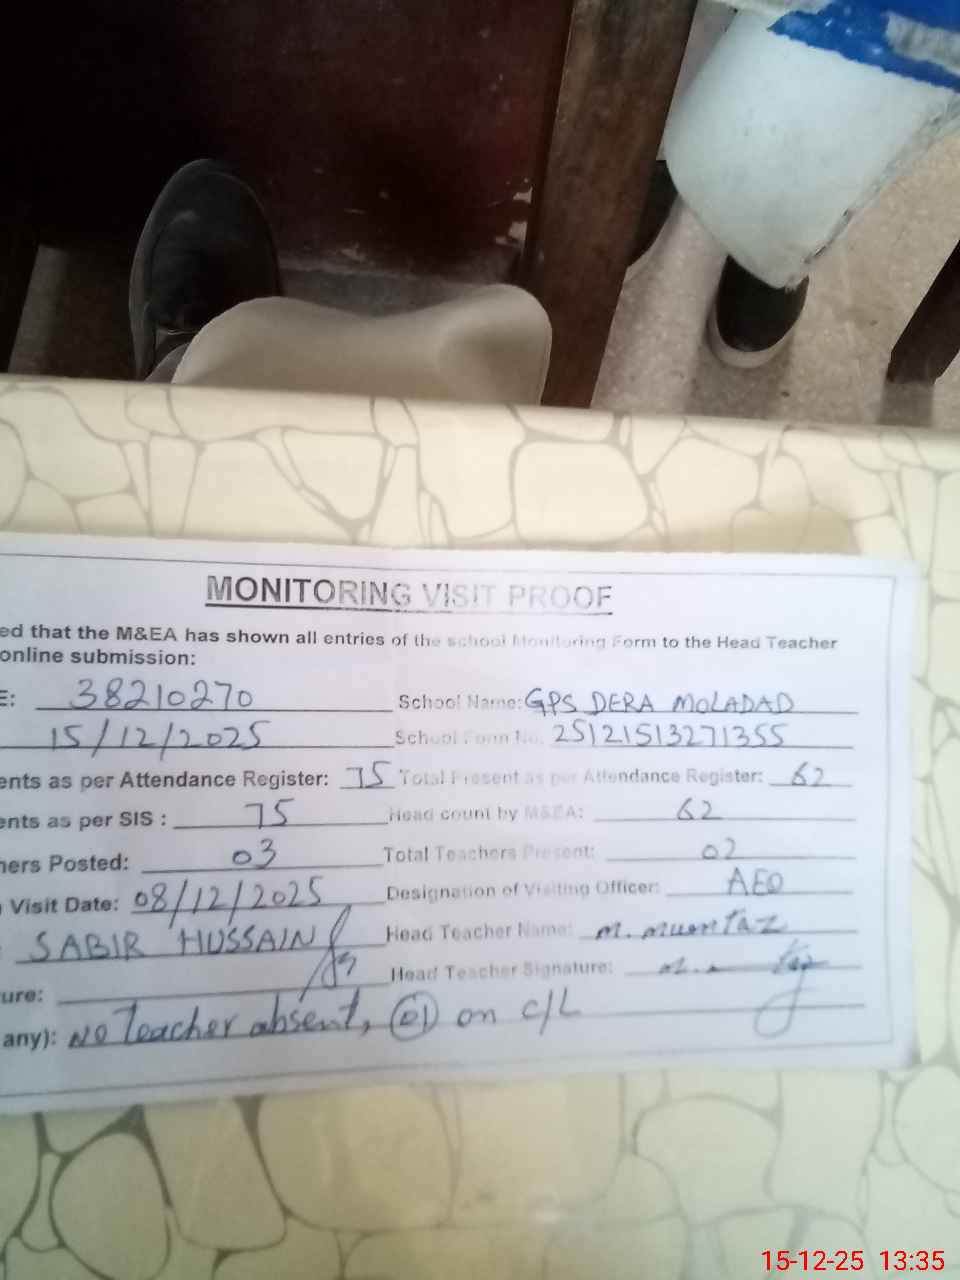 MONITORING VISIT PROOF
ed that the M&EA has shown all entries of the school Monitoring Form to the Head Teacher
online submission:
E: 38210270 School Name: GPS DERA MOLADAD
15/12/2025 School Form No. 25121513271355
ents as per Attendance Register: 75 Total Present as per Attendance Register: 62
ents as per SIS : 75 Head count by M&EA: 62
hers Posted: 03 Total Teachers Present: 02
Visit Date: 08/12/2025 Designation of Visiting Officer: AEO
SABIR HUSSAIN Head Teacher Name: M. Mumtaz
ure: Head Teacher Signature:
any): No Teacher absent, 01 on C/L
15-12-25 13:35